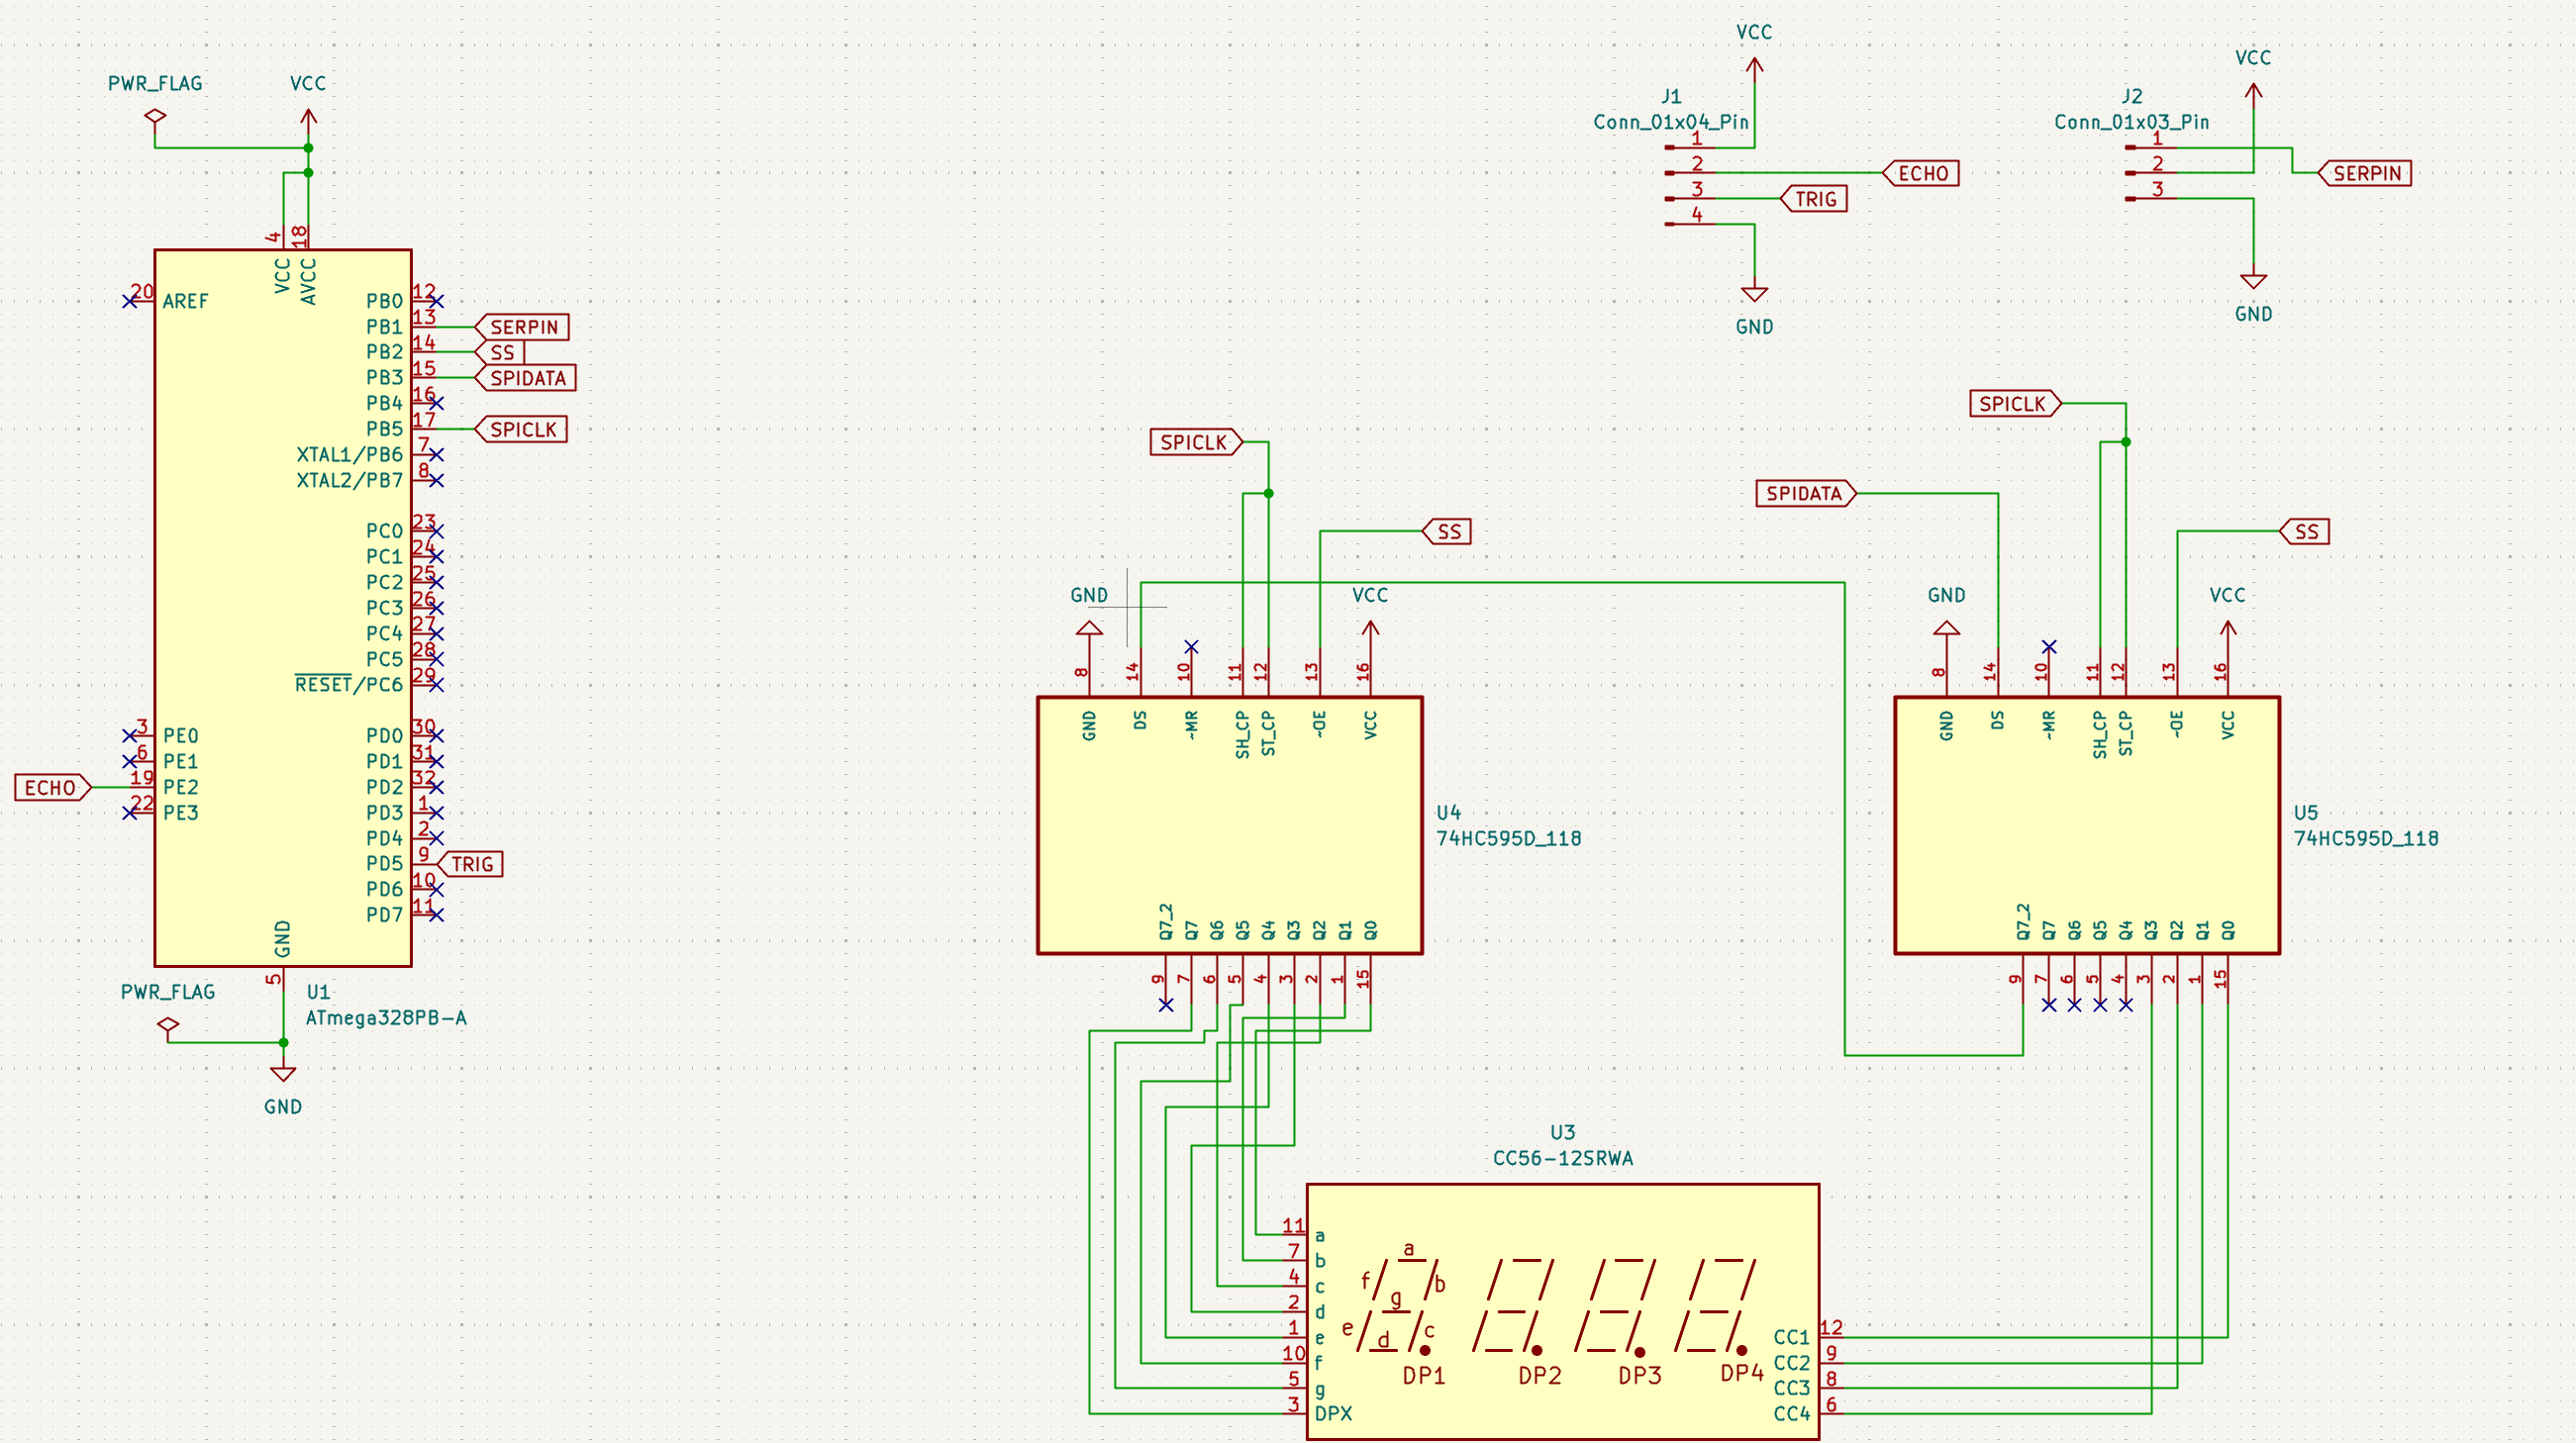 PWR_FLAG
VCC
4
18
VCC
AVCC
20 AREF
PB0 12
PB1 13 SERPIN
PB2 14 SS
PB3 15 SPIDATA
PB4 16
PB5 17 SPICLK
XTAL1/PB6 7
XTAL2/PB7 8
PC0 23
PC1 24
PC2 25
PC3 26
PC4 27
PC5 28
RESET/PC6 29
3 PE0
6 PE1
ECHO 19 PE2
22 PE3
PD0 30
PD1 31
PD2 32
PD3 1
PD4 2
PD5 9 TRIG
PD6 10
PD7 11
GND
5
PWR_FLAG
U1
ATmega328PB-A
GND
VCC
J1
Conn_01x04_Pin
1
2 ECHO
3 TRIG
4
GND
VCC
J2
Conn_01x03_Pin
1
2 SERPIN
3
GND
SPICLK
SS
GND
VCC
8 14 10 11 12 13 16
GND DS ~MR SH_CP ST_CP ~OE VCC
U4
74HC595D_118
Q7_2 Q7 Q6 Q5 Q4 Q3 Q2 Q1 Q0
9 7 6 5 4 3 2 1 15
SPICLK
SPIDATA
SS
GND
VCC
8 14 10 11 12 13 16
GND DS ~MR SH_CP ST_CP ~OE VCC
U5
74HC595D_118
Q7_2 Q7 Q6 Q5 Q4 Q3 Q2 Q1 Q0
9 7 6 5 4 3 2 1 15
U3
CC56-12SRWA
11 a
7 b
4 c
2 d
1 e
10 f
5 g
3 DPX
a
f b
g
e d c
DP1 DP2 DP3 DP4
CC1 12
CC2 9
CC3 8
CC4 6